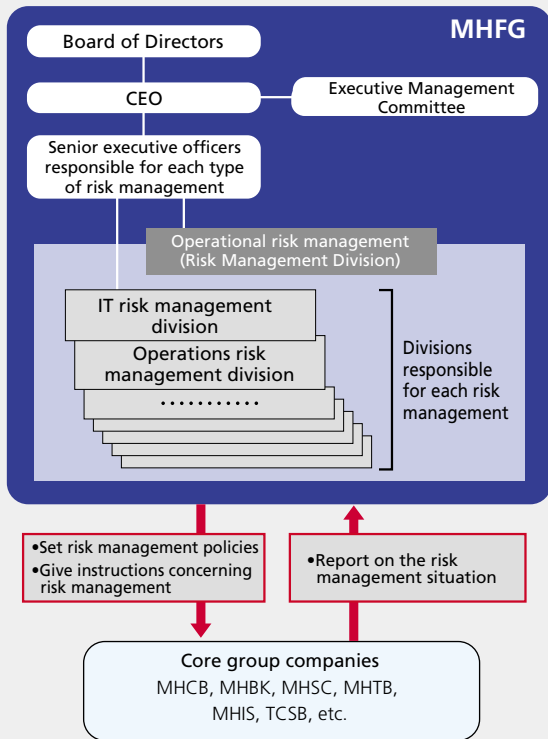 MHFG
Board of Directors
CEO
Executive Management
Committee
Senior executive officers
responsible for each type
of risk management
Operational risk management
(Risk Management Division)
IT risk management
division
Operations risk
management division
···········
Divisions
responsible
for each risk
management
•Set risk management policies
•Give instructions concerning
risk management
•Report on the risk
management situation
Core group companies
MHCB, MHBK, MHSC, MHTB,
MHIS, TCSB, etc.